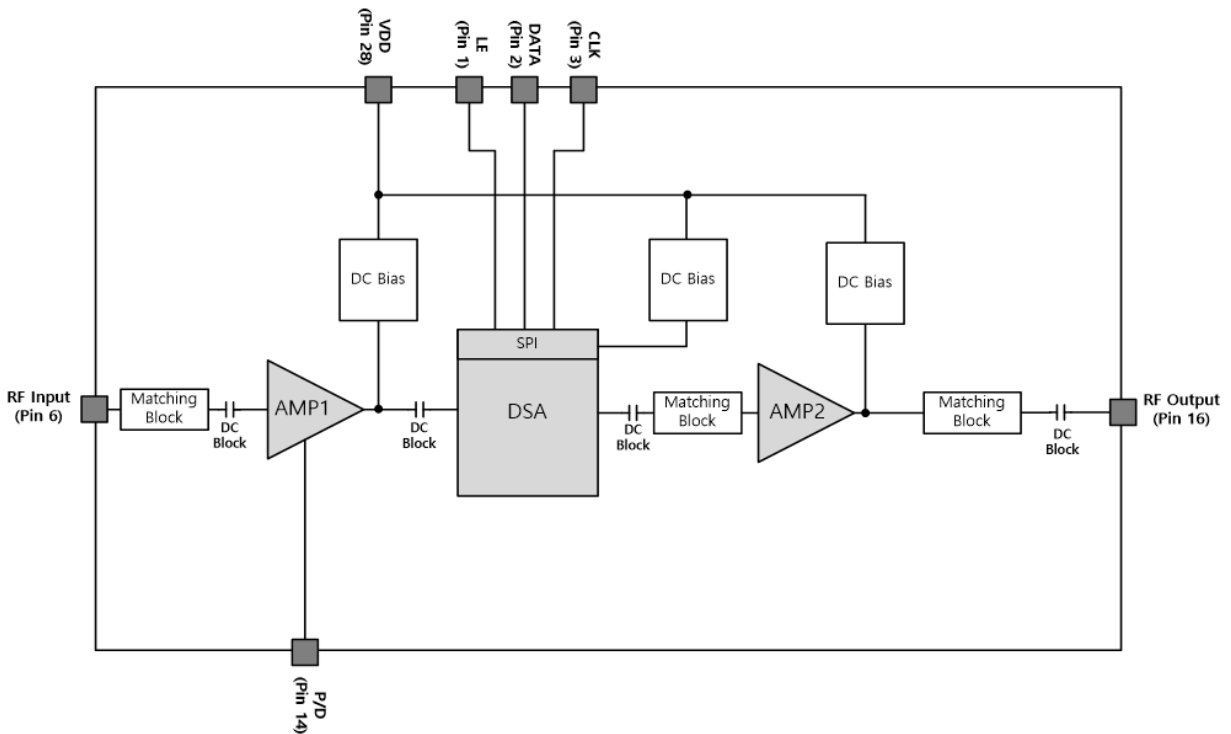 VDD
(Pin 28)
LE
(Pin 1)
DATA
(Pin 2)
CLK
(Pin 3)
DC Bias
DC Bias
DC Bias
SPI
RF Input
(Pin 6)
Matching
Block
DC
Block
AMP1
DC
Block
DSA
DC
Block
Matching
Block
AMP2
Matching
Block
DC
Block
RF Output
(Pin 16)
P/D
(Pin 14)